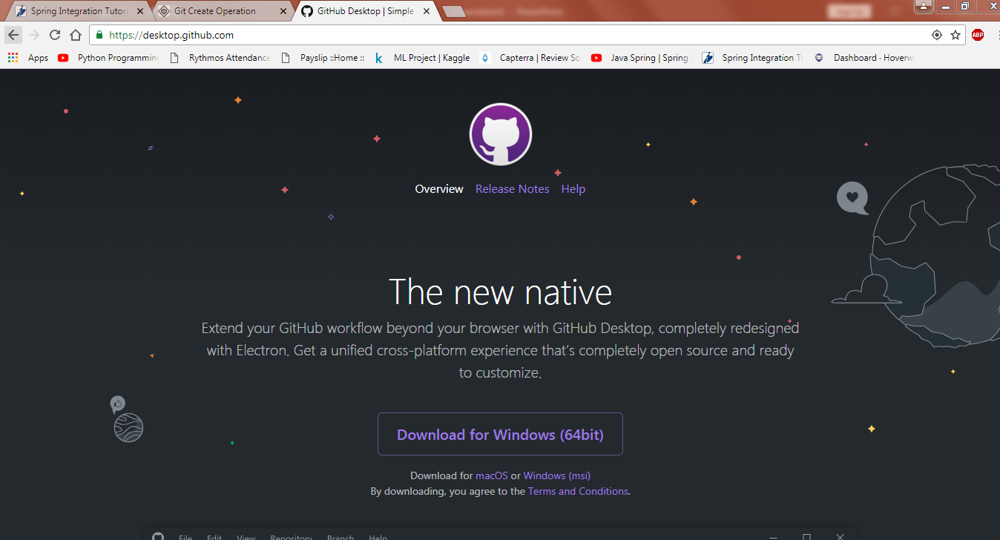 Spring Integration Tutori
Git Create Operation
GitHub Desktop | Simple
https://desktop.github.com
ABP
Apps
Python Programmin
Rythmos Attendance
Payslip ::Home ::
k
ML Project | Kaggle
Capterra | Review So
Java Spring | Spring
Spring Integration Tu
Dashboard · Hoverw
Overview Release Notes Help
The new native
Extend your GitHub workflow beyond your browser with GitHub Desktop, completely redesigned
with Electron. Get a unified cross-platform experience that's completely open source and ready
to customize.
Download for Windows (64bit)
Download for macOS or Windows (msi)
By downloading, you agree to the Terms and Conditions.
File Edit View Repository Branch Help